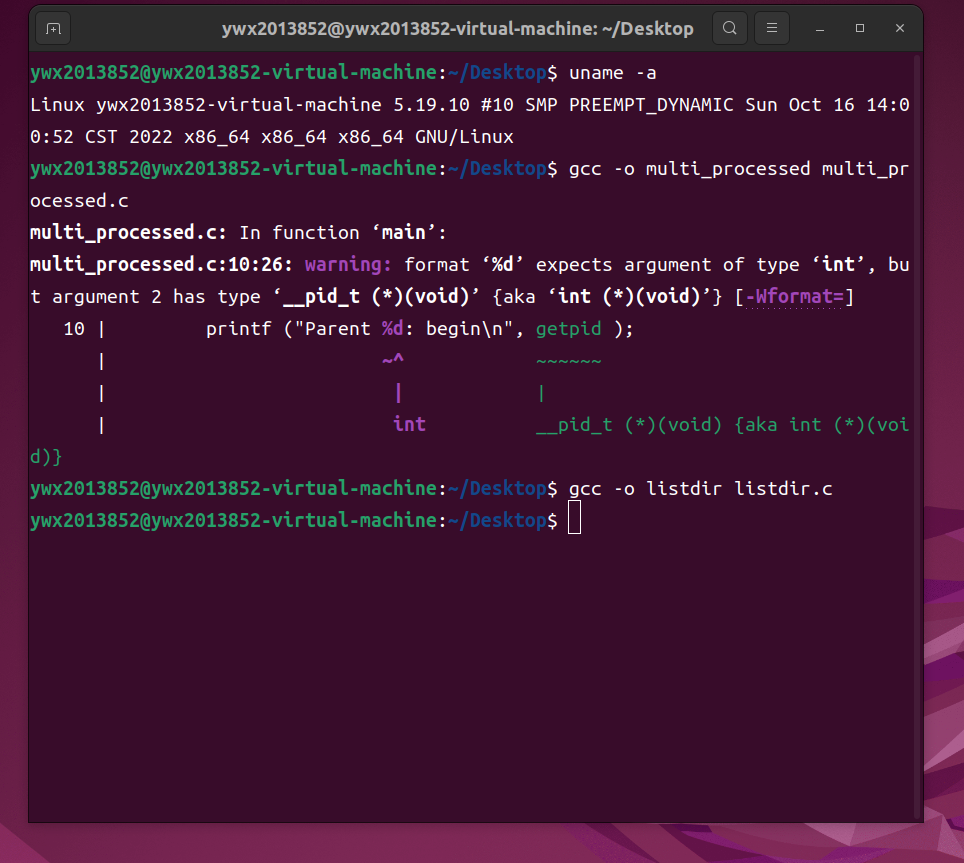 ywx2013852@ywx2013852-virtual-machine: ~/Desktop
ywx2013852@ywx2013852-virtual-machine:~/Desktop$ uname -a
Linux ywx2013852-virtual-machine 5.19.10 #10 SMP PREEMPT_DYNAMIC Sun Oct 16 14:0
0:52 CST 2022 x86_64 x86_64 x86_64 GNU/Linux
ywx2013852@ywx2013852-virtual-machine:~/Desktop$ gcc -o multi_processed multi_pr
ocessed.c
multi_processed.c: In function ‘main’:
multi_processed.c:10:26: warning: format ‘%d’ expects argument of type ‘int’, bu
t argument 2 has type ‘__pid_t (*)(void)’ {aka ‘int (*)(void)’} [-Wformat=]
   10 |         printf ("Parent %d: begin\n", getpid );
      |                         ~^            ~~~~~~
      |                          |            |
      |                          int          __pid_t (*)(void) {aka int (*)(voi
d)}
ywx2013852@ywx2013852-virtual-machine:~/Desktop$ gcc -o listdir listdir.c
ywx2013852@ywx2013852-virtual-machine:~/Desktop$